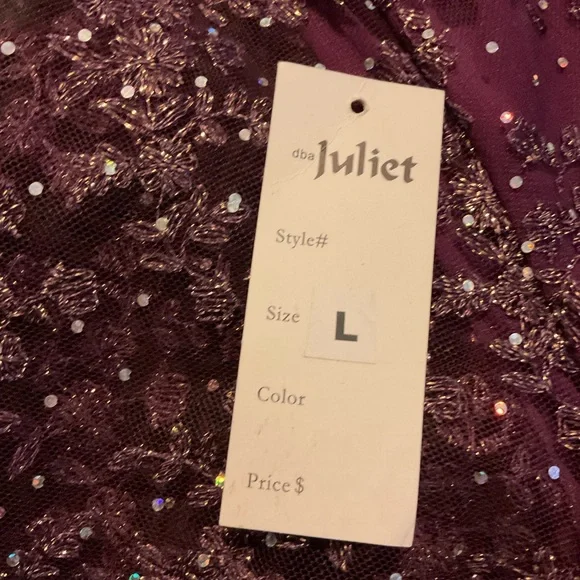 dba Juliet
Style#
Size L
Color
Price $